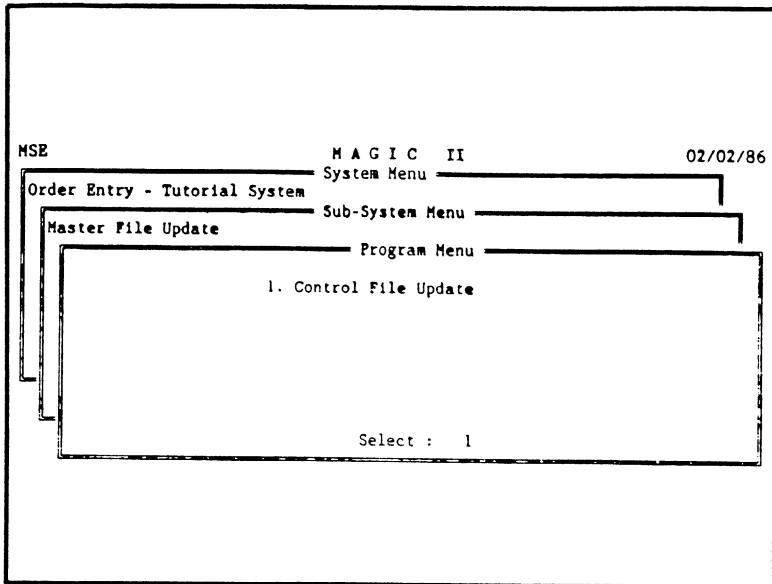 MSE M A G I C II 02/02/86
System Menu
Order Entry - Tutorial System
Sub-System Menu
Master File Update
Program Menu
1. Control File Update
Select : 1